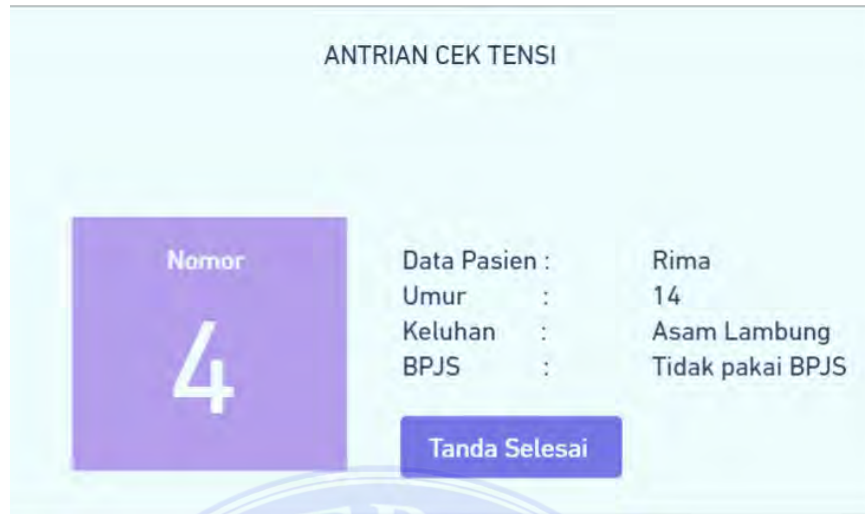 ANTRIAN CEK TENSI
Nomor
4
Data Pasien : Rima
Umur : 14
Keluhan : Asam Lambung
BPJS : Tidak pakai BPJS
Tanda Selesai